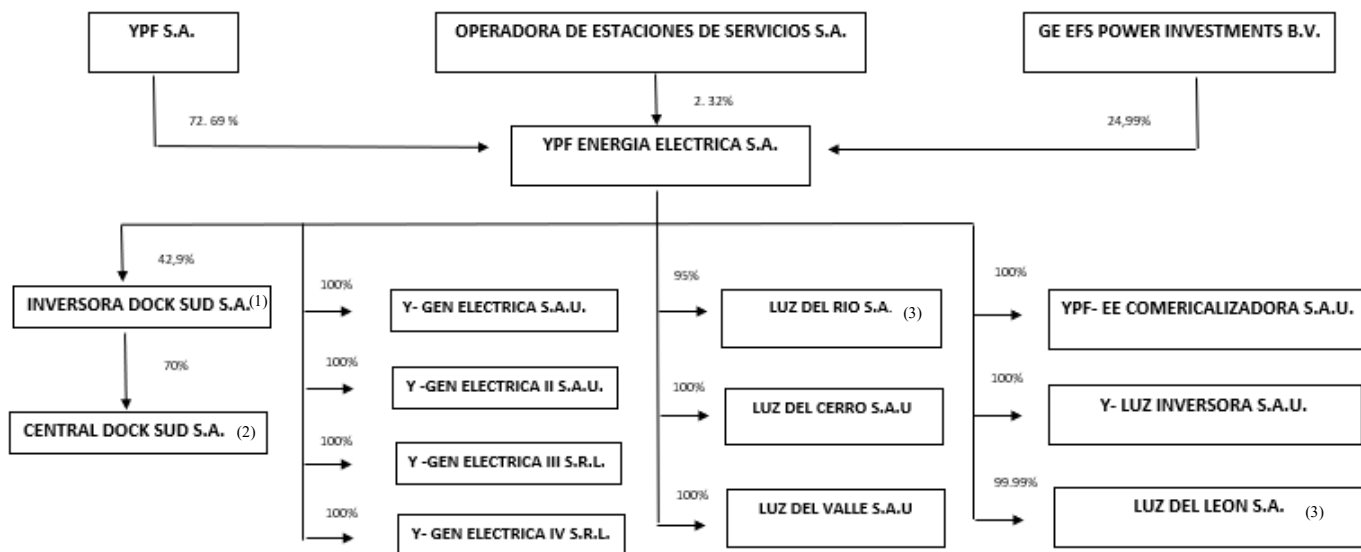 YPF S.A.
OPERADORA DE ESTACIONES DE SERVICIOS S.A.
GE EFS POWER INVESTMENTS B.V.
72. 69 %
2. 32%
24,99%
YPF ENERGIA ELECTRICA S.A.
42,9%
INVERSORA DOCK SUD S.A.(1)
70%
CENTRAL DOCK SUD S.A. (2)
100%
Y- GEN ELECTRICA S.A.U.
100%
Y -GEN ELECTRICA II S.A.U.
100%
Y -GEN ELECTRICA III S.R.L.
100%
Y- GEN ELECTRICA IV S.R.L.
95%
LUZ DEL RIO S.A. (3)
100%
LUZ DEL CERRO S.A.U
100%
LUZ DEL VALLE S.A.U
100%
YPF- EE COMERICALIZADORA S.A.U.
100%
Y- LUZ INVERSORA S.A.U.
99.99%
LUZ DEL LEON S.A. (3)